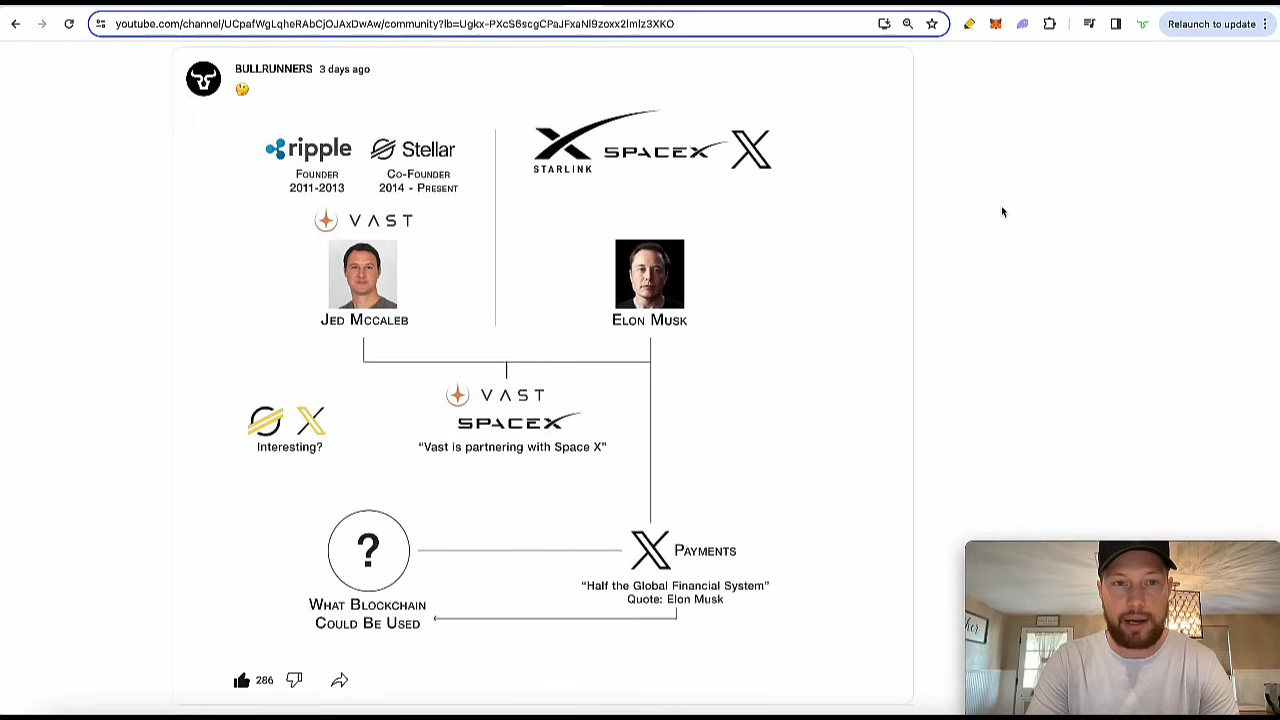 youtube.com/channel/UCpafWgLqheRAbCjOJAxDwAw/community?lb=Ugkx-PXcS6scgCPaJFxaNl9zoxx2lmlz3XKO
Relaunch to update
BULLRUNNERS 3 days ago
ripple Stellar
Founder Co-Founder
2011-2013 2014 - Present
VAST
Jed Mccaleb
STARLINK SPACEX X
Elon Musk
VAST
SPACEX
"Vast is partnering with Space X"
Interesting?
?
What Blockchain
Could Be Used
X Payments
"Half the Global Financial System"
Quote: Elon Musk
286